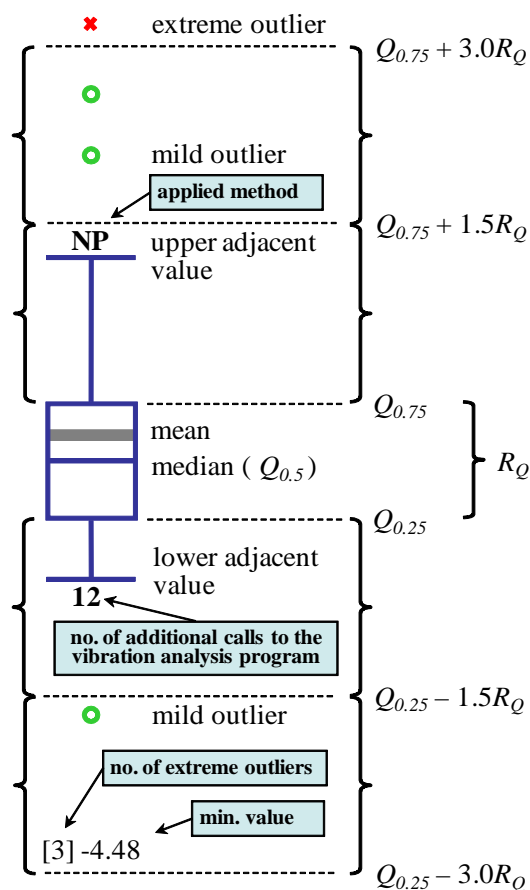 extreme outlier
Q0.75 + 3.0RQ
mild outlier
applied method
Q0.75 + 1.5RQ
NP
upper adjacent
value
Q0.75
mean
median ( Q0.5)
RQ
Q0.25
lower adjacent
value
12
no. of additional calls to the
vibration analysis program
Q0.25 – 1.5RQ
mild outlier
no. of extreme outliers
min. value
[3] -4.48
Q0.25 – 3.0RQ